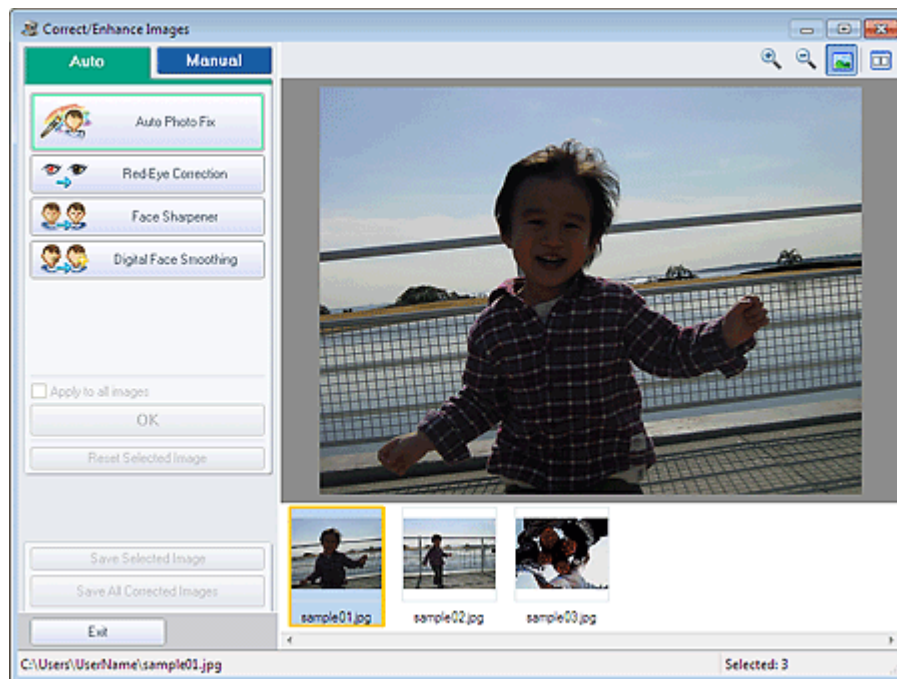 Correct/Enhance Images
Auto
Manual
Auto Photo Fix
Red-Eye Correction
Face Sharpener
Digital Face Smoothing
Apply to all images
OK
Reset Selected Image
Save Selected Image
Save All Corrected Images
Exit
sample01.jpg
sample02.jpg
sample03.jpg
C:\Users\UserName\sample01.jpg
Selected: 3